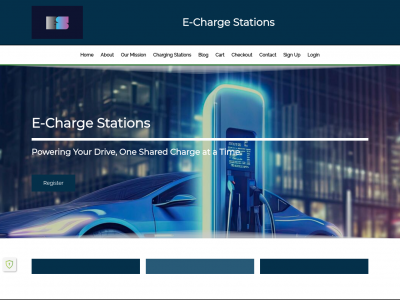 E-Charge Stations
Home About Our Mission Charging Stations Blog Cart Checkout Contact Sign Up Login
E-Charge Stations
Powering Your Drive, One Shared Charge at a Time.
Register